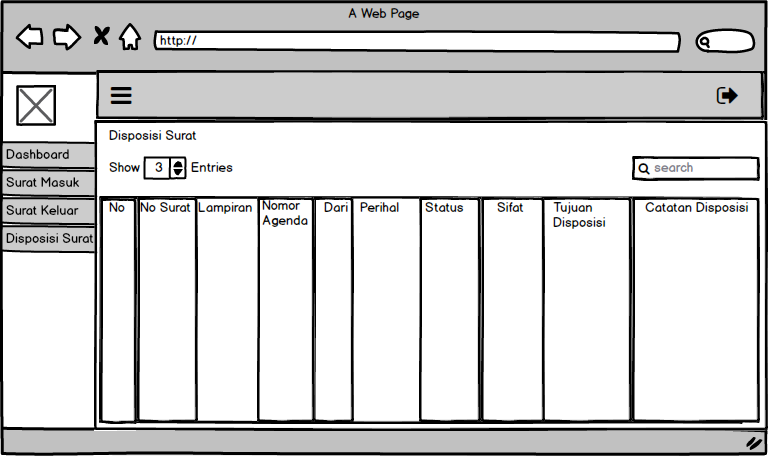 A Web Page
http://
Disposisi Surat
Dashboard
Show 3 Entries
search
Surat Masuk
Surat Keluar
Disposisi Surat
No
No Surat
Lampiran
Nomor
Agenda
Dari
Perihal
Status
Sifat
Tujuan
Disposisi
Catatan Disposisi